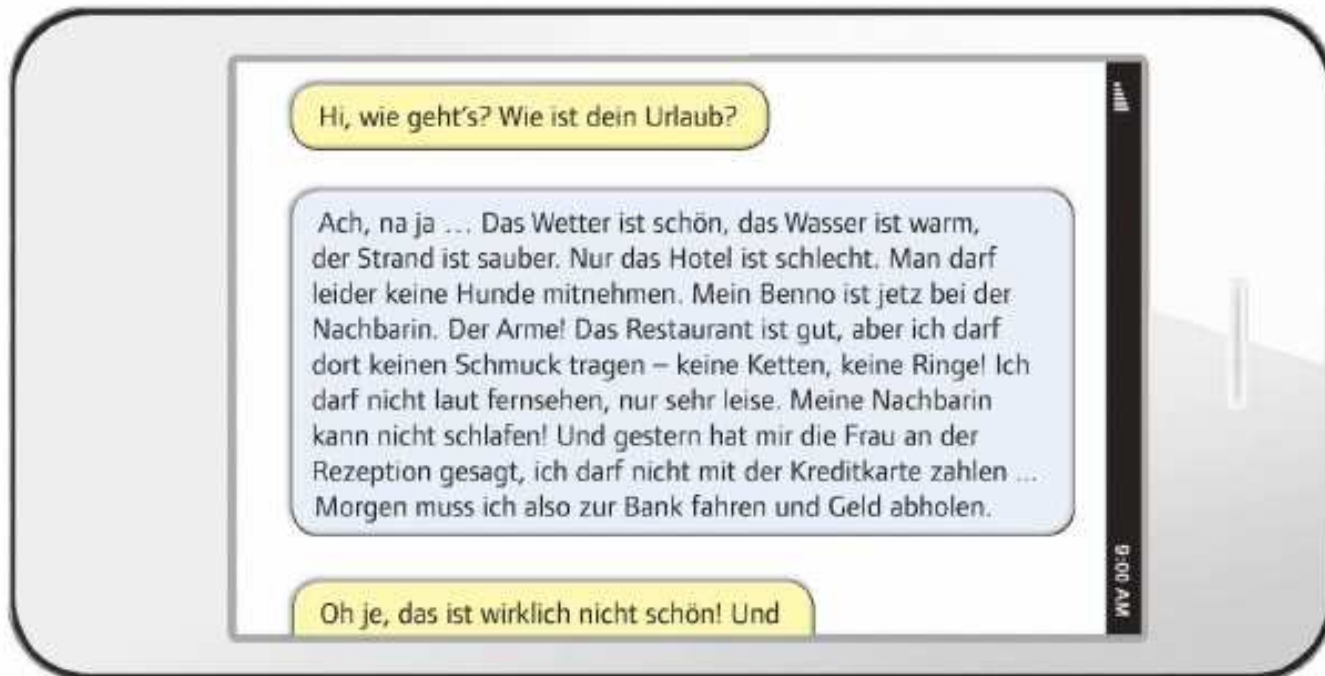 Hi, wie geht's? Wie ist dein Urlaub?
Ach, na ja ... Das Wetter ist schön, das Wasser ist warm,
der Strand ist sauber. Nur das Hotel ist schlecht. Man darf
leider keine Hunde mitnehmen. Mein Benno ist jetz bei der
Nachbarin. Der Arme! Das Restaurant ist gut, aber ich darf
dort keinen Schmuck tragen – keine Ketten, keine Ringe! Ich
darf nicht laut fernsehen, nur sehr leise. Meine Nachbarin
kann nicht schlafen! Und gestern hat mir die Frau an der
Rezeption gesagt, ich darf nicht mit der Kreditkarte zahlen ...
Morgen muss ich also zur Bank fahren und Geld abholen.
Oh je, das ist wirklich nicht schön! Und
9:00 AM